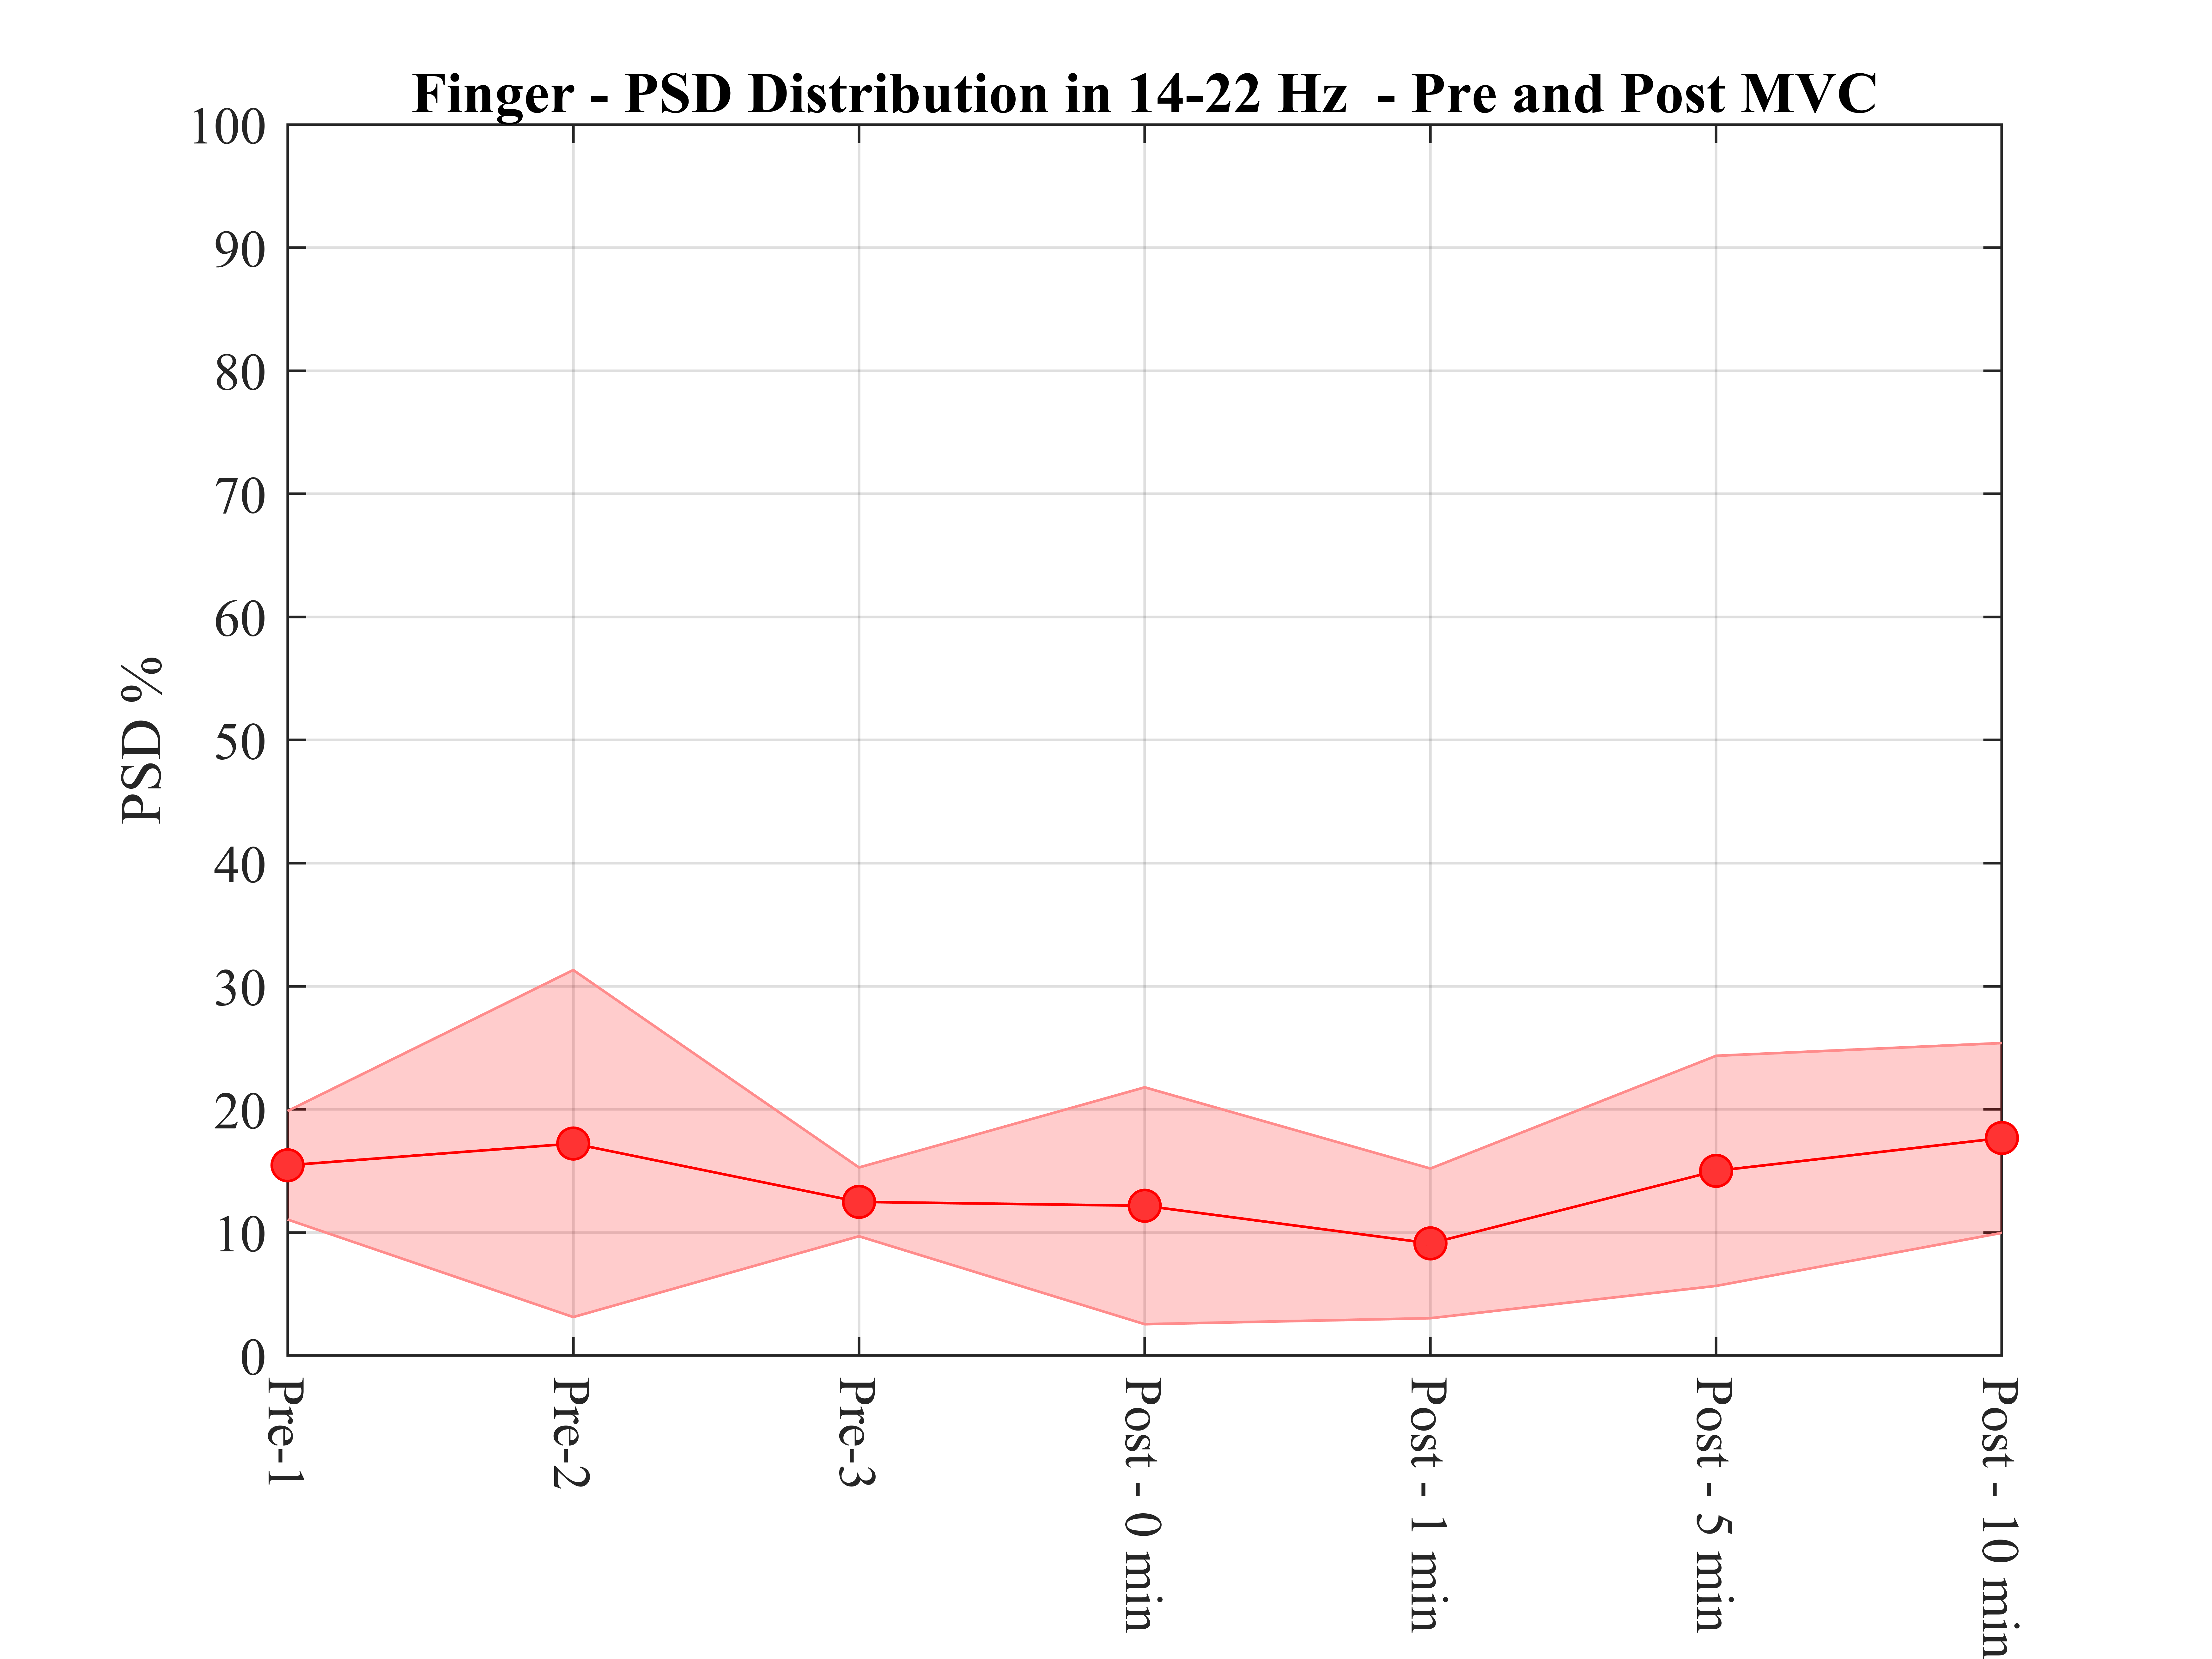 Finger - PSD Distribution in 14-22 Hz - Pre and Post MVC
PSD %
100
90
80
70
60
50
40
30
20
10
0
Pre-1
Pre-2
Pre-3
Post - 0 min
Post - 1 min
Post - 5 min
Post - 10 min